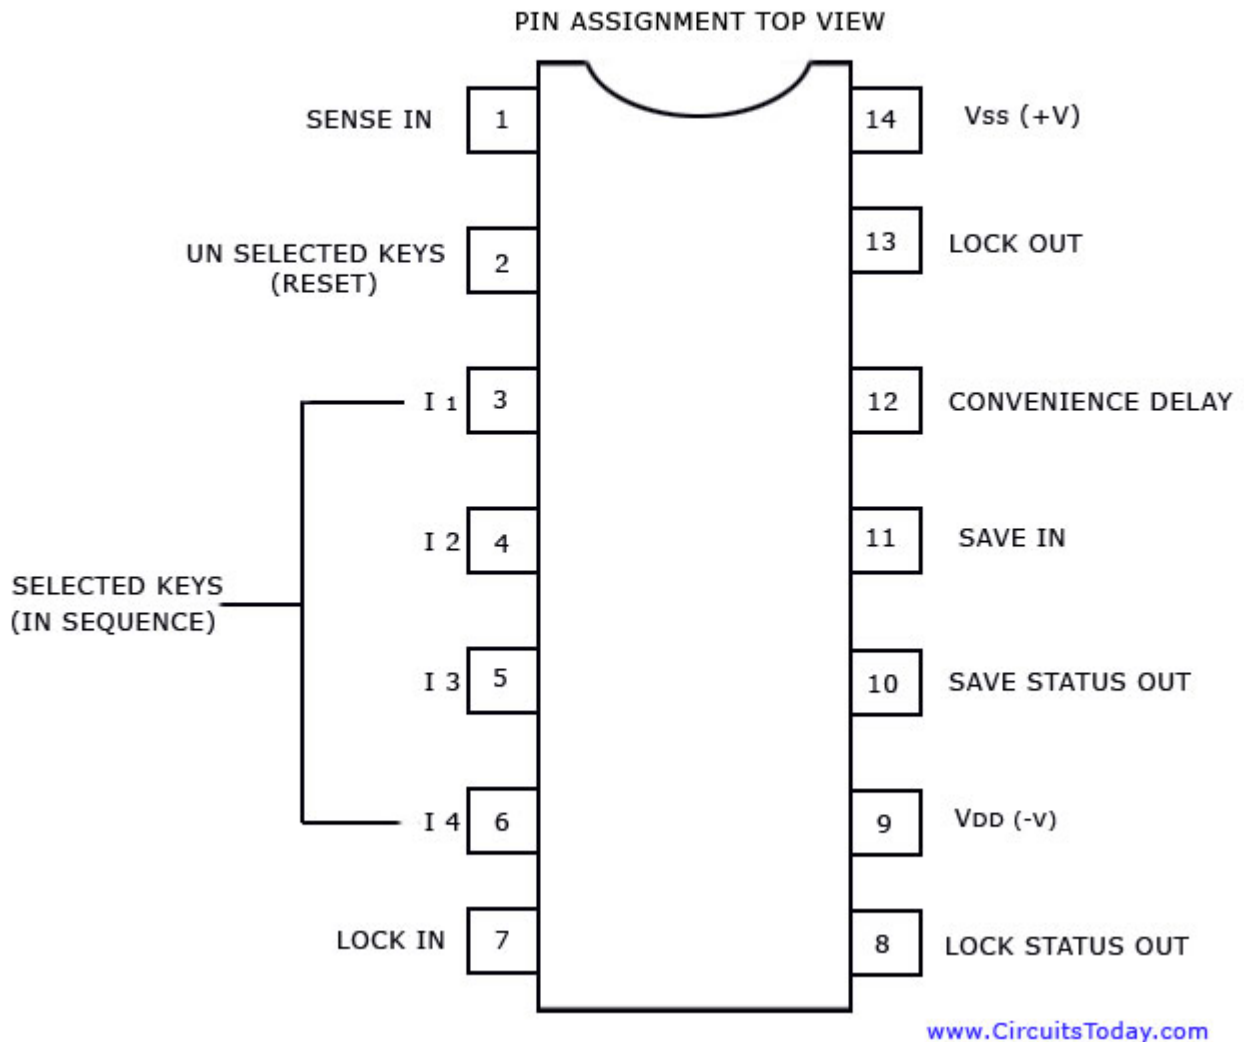 PIN ASSIGNMENT TOP VIEW
SENSE IN 1
14 Vss (+V)
UN SELECTED KEYS
(RESET)
2
13 LOCK OUT
I 1 3
12 CONVENIENCE DELAY
I 2 4
11 SAVE IN
SELECTED KEYS
(IN SEQUENCE)
I 3 5
10 SAVE STATUS OUT
I 4 6
9 VDD (-V)
LOCK IN 7
8 LOCK STATUS OUT
www.CircuitsToday.com